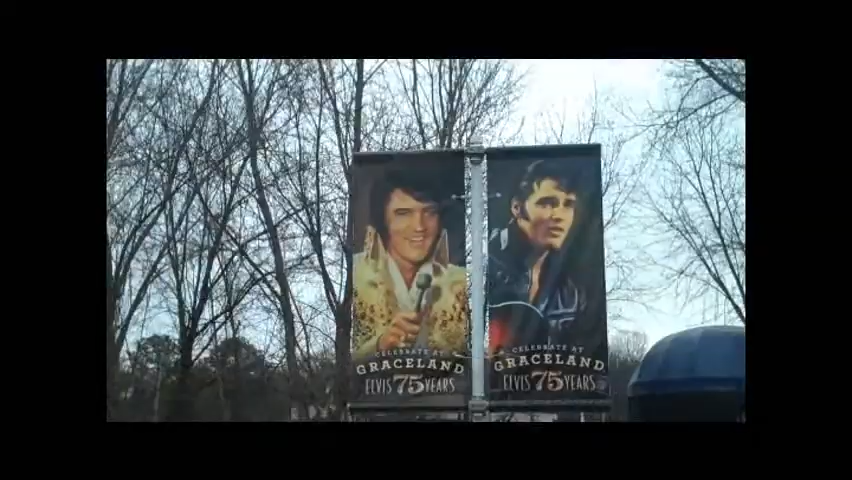 CELEBRATE AT
GRACELAND
ELVIS 75 YEARS
CELEBRATE AT
GRACELAND
ELVIS 75 YEARS